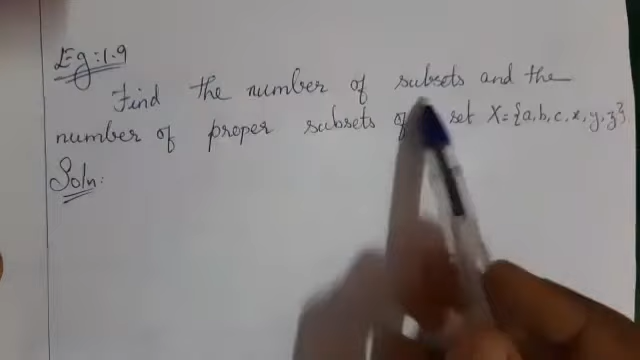 Eg:1.9
Find the number of subsets and the
number of proper subsets of set X={a,b,c,x,y,z}
Soln: